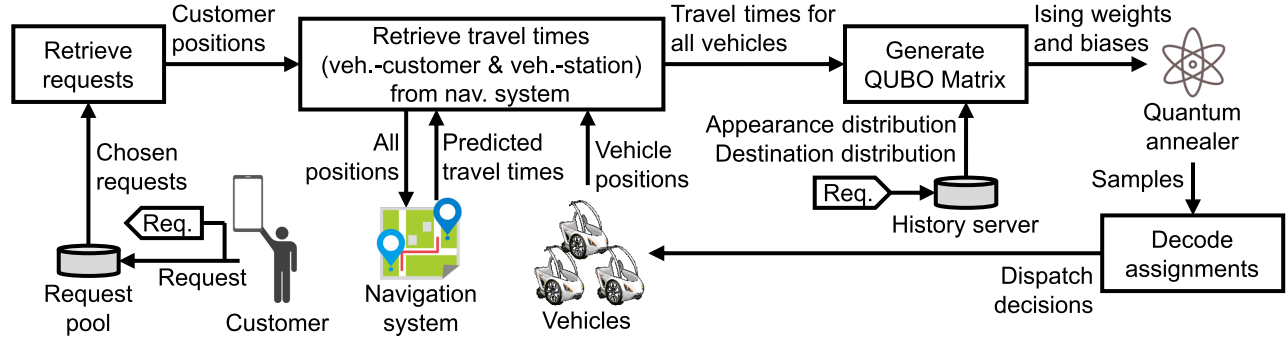 Retrieve
requests
Customer
positions
Retrieve travel times
(veh.-customer & veh.-station)
from nav. system
Travel times for
all vehicles
Generate
QUBO Matrix
Ising weights
and biases
Quantum
annealer
Chosen
requests
Req.
Request
Request
pool
Customer
All
positions
Predicted
travel times
Navigation
system
Vehicle
positions
Vehicles
Appearance distribution
Destination distribution
Req.
History server
Samples
Decode
assignments
Dispatch
decisions